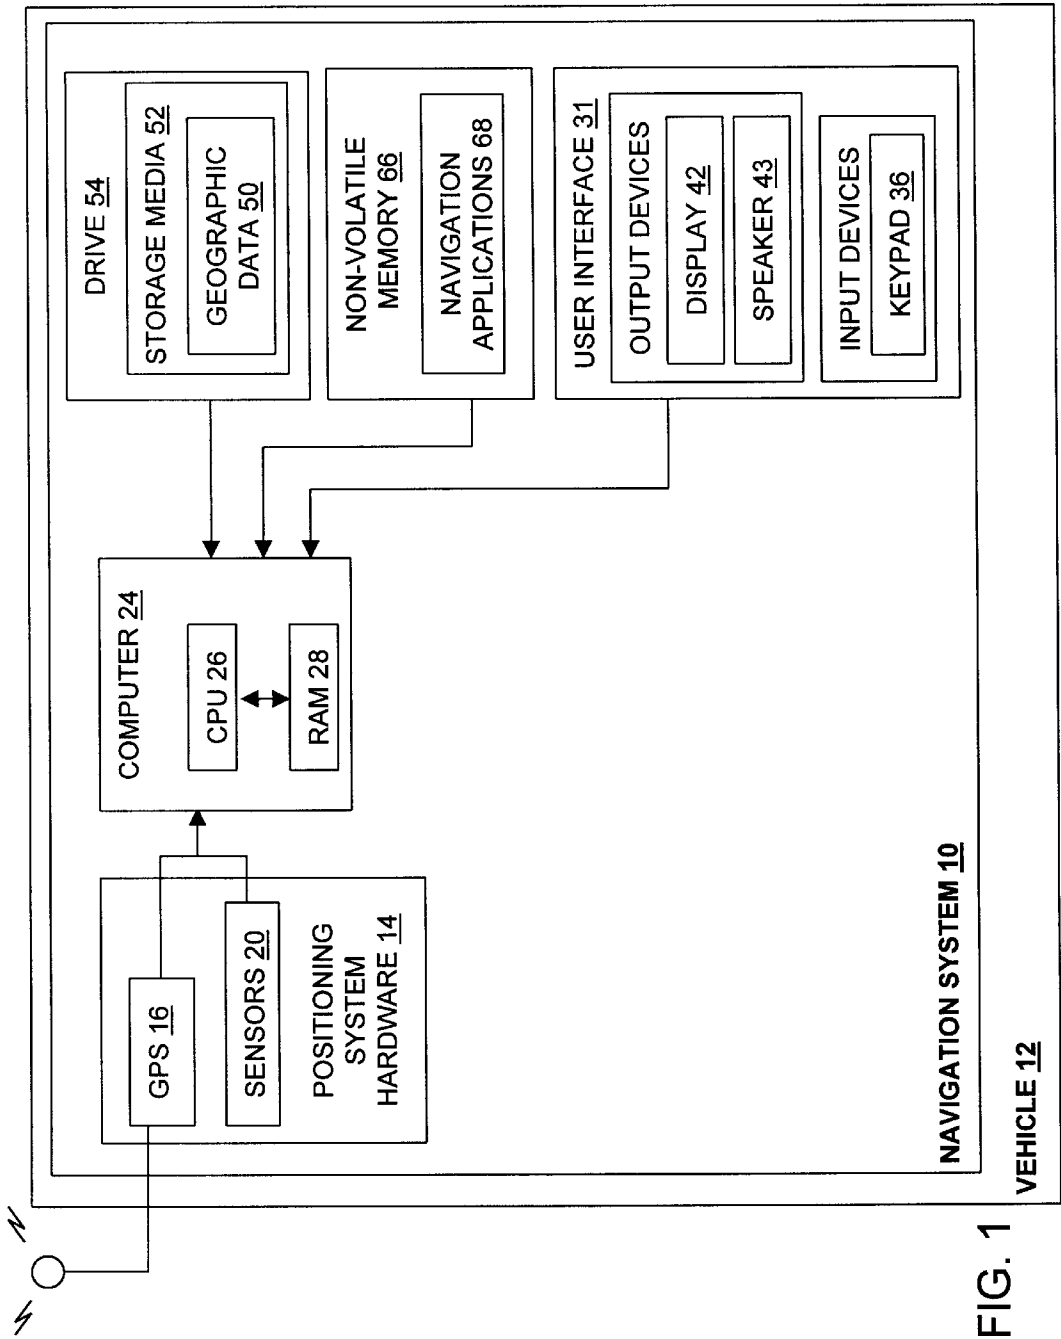 DRIVE 54
STORAGE MEDIA 52
GEOGRAPHIC
DATA 50
NON-VOLATILE
MEMORY 66
NAVIGATION
APPLICATIONS 68
USER INTERFACE 31
OUTPUT DEVICES
DISPLAY 42
SPEAKER 43
INPUT DEVICES
KEYPAD 36
COMPUTER 24
CPU 26
RAM 28
GPS 16
SENSORS 20
POSITIONING
SYSTEM
HARDWARE 14
NAVIGATION SYSTEM 10
VEHICLE 12
FIG. 1